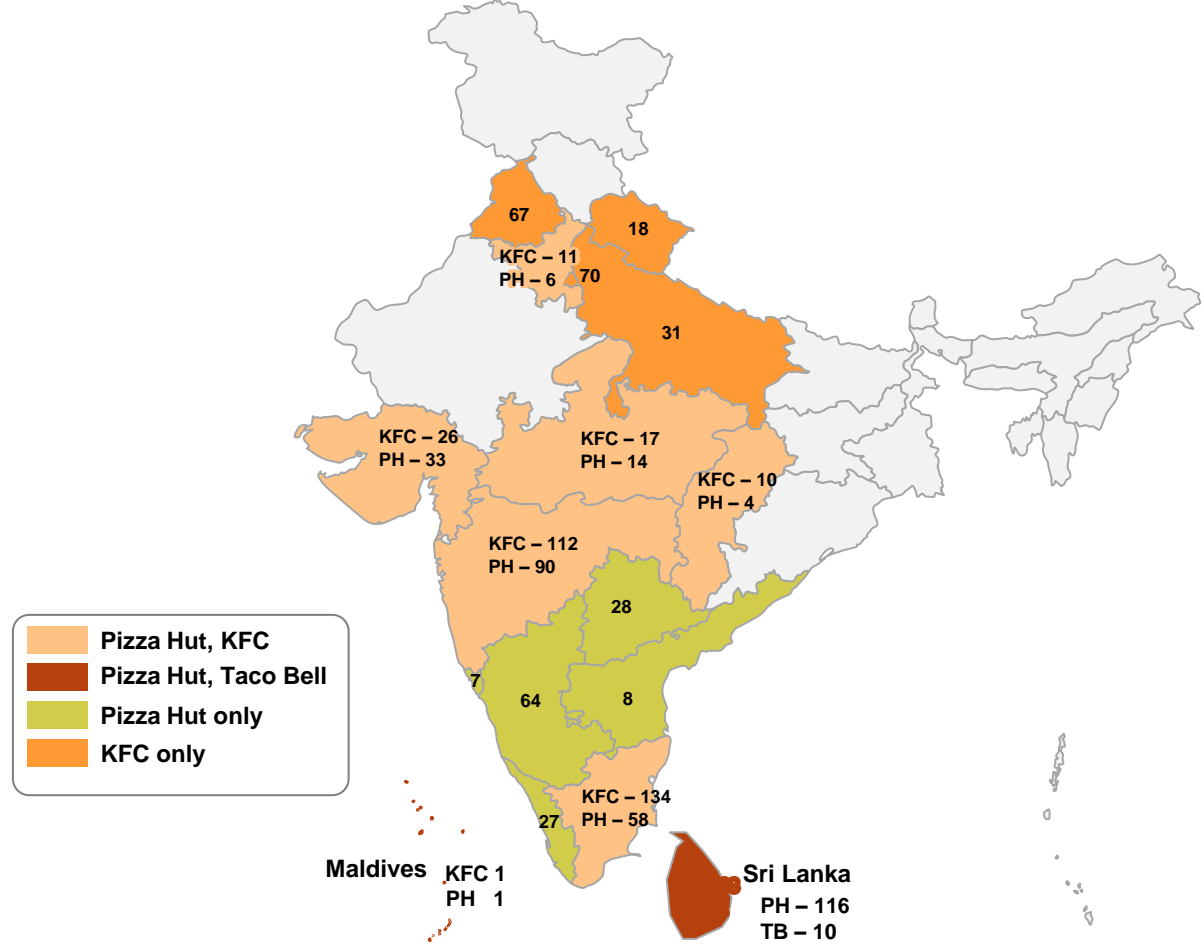 67
18
KFC – 11
PH – 6
70
31
KFC – 26
PH – 33
KFC – 17
PH – 14
KFC – 10
PH – 4
KFC – 112
PH – 90
28
Pizza Hut, KFC
Pizza Hut, Taco Bell
Pizza Hut only
KFC only
7
64
8
KFC – 134
PH – 58
27
Maldives
KFC 1
PH 1
Sri Lanka
PH – 116
TB – 10